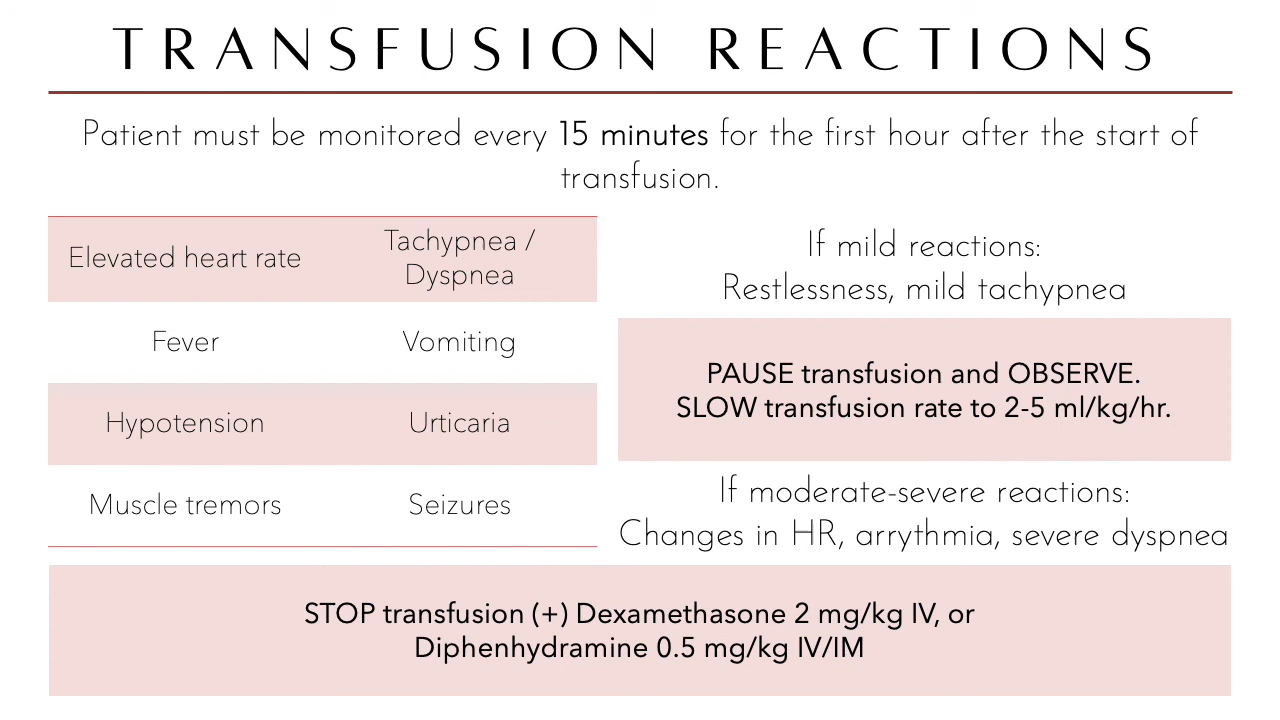 TRANSFUSION REACTIONS
Patient must be monitored every 15 minutes for the first hour after the start of
transfusion.
Elevated heart rate
Tachypnea /
Dyspnea
Fever
Vomiting
Hypotension
Urticaria
Muscle tremors
Seizures
If mild reactions:
Restlessness, mild tachypnea
PAUSE transfusion and OBSERVE.
SLOW transfusion rate to 2-5 ml/kg/hr.
If moderate-severe reactions:
Changes in HR, arrythmia, severe dyspnea
STOP transfusion (+) Dexamethasone 2 mg/kg IV, or
Diphenhydramine 0.5 mg/kg IV/IM